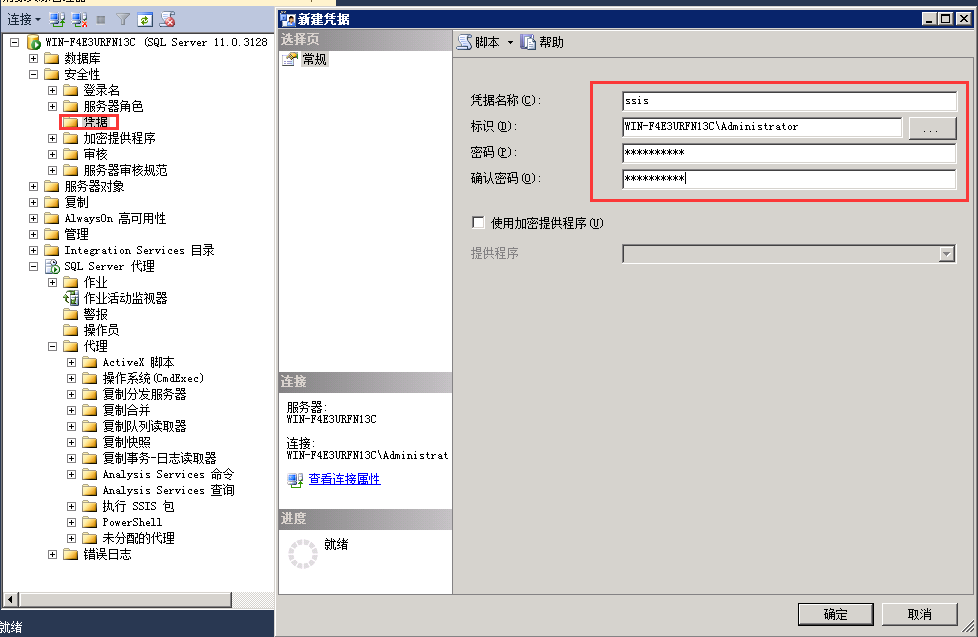 连接
WIN-F4E3URFN13C (SQL Server 11.0.3128
数据库
安全性
登录名
服务器角色
凭据
加密提供程序
审核
服务器审核规范
服务器对象
复制
AlwaysOn 高可用性
管理
Integration Services 目录
SQL Server 代理
作业
作业活动监视器
警报
操作员
代理
ActiveX 脚本
操作系统(CmdExec)
复制分发服务器
复制合并
复制队列读取器
复制快照
复制事务-日志读取器
Analysis Services 命令
Analysis Services 查询
执行 SSIS 包
PowerShell
未分配的代理
错误日志
就绪
新建凭据
选择页
常规
连接
服务器:
WIN-F4E3URFN13C
连接:
WIN-F4E3URFN13C\Administrat
查看连接属性
进度
就绪
脚本 帮助
凭据名称(C): ssis
标识(D): WIN-F4E3URFN13C\Administrator ...
密码(P): **********
确认密码(O): **********
使用加密提供程序(U)
提供程序
确定 取消